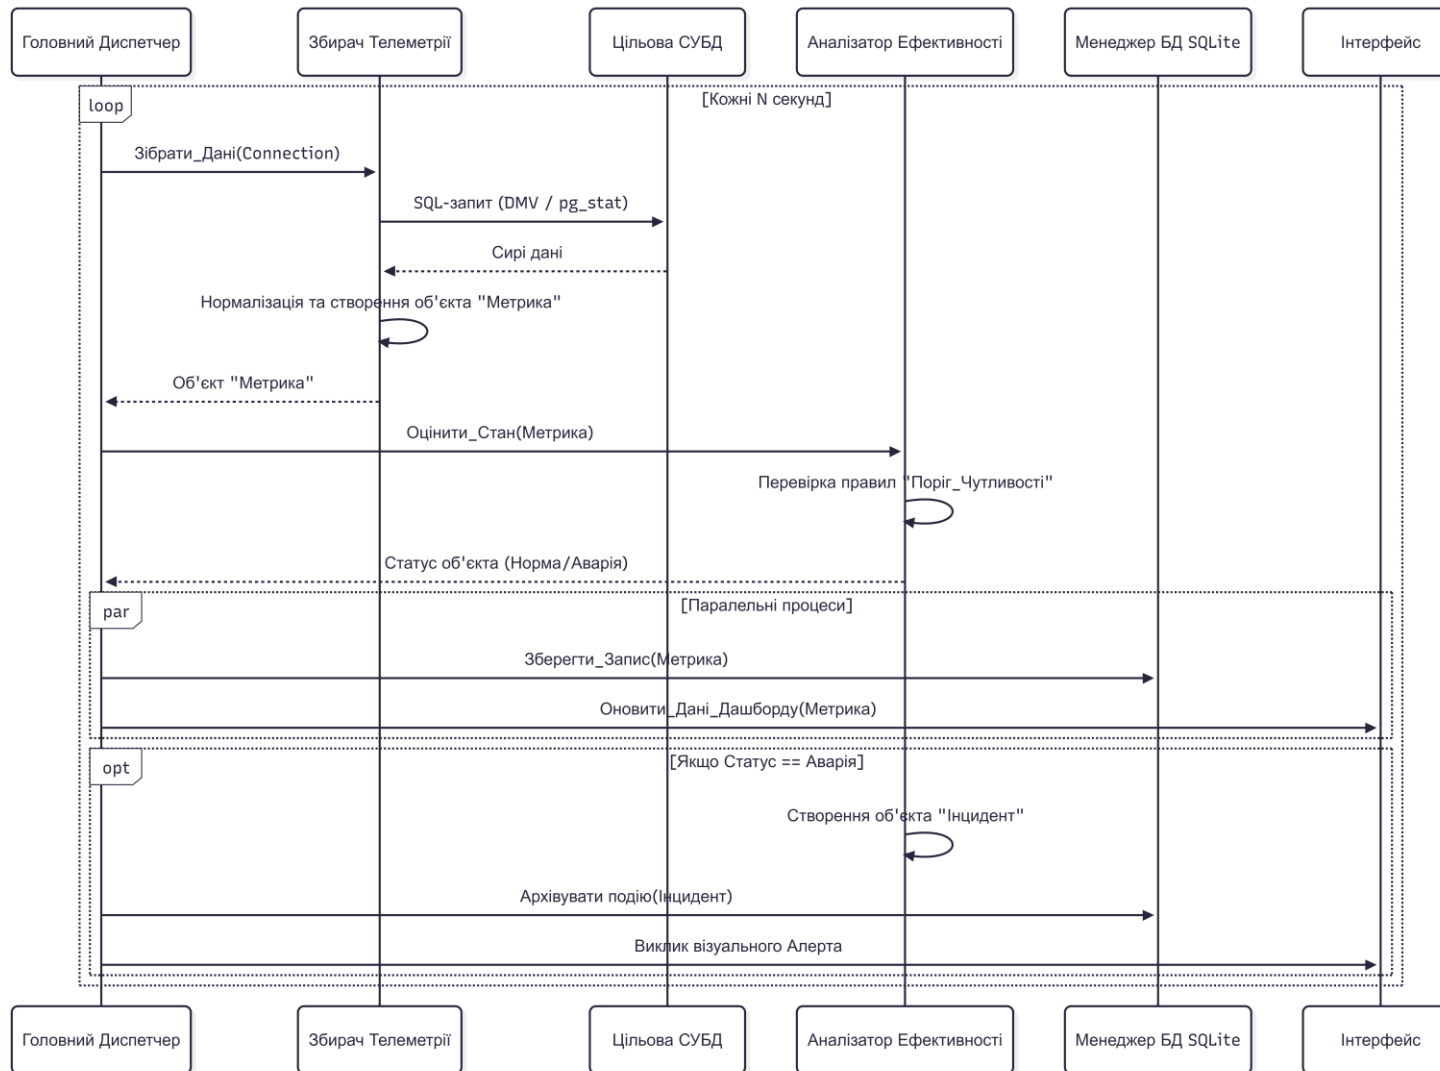 Головний Диспетчер
Збирач Телеметрії
Цільова СУБД
Аналізатор Ефективності
Менеджер БД SQLite
Інтерфейс
loop
[Кожні N секунд]
Зібрати_Дані(Connection)
SQL-запит (DMV / pg_stat)
Сирі дані
Нормалізація та створення об'єкта "Метрика"
Об'єкт "Метрика"
Оцінити_Стан(Метрика)
Перевірка правил "Поріг_Чутливості"
Статус об'єкта (Норма/Аварія)
par
[Паралельні процеси]
Зберегти_Запис(Метрика)
Оновити_Дані_Дашборду(Метрика)
opt
[Якщо Статус == Аварія]
Створення об'єкта "Інцидент"
Архівувати подію(Інцидент)
Виклик візуального Алерта
Головний Диспетчер
Збирач Телеметрії
Цільова СУБД
Аналізатор Ефективності
Менеджер БД SQLite
Інтерфейс